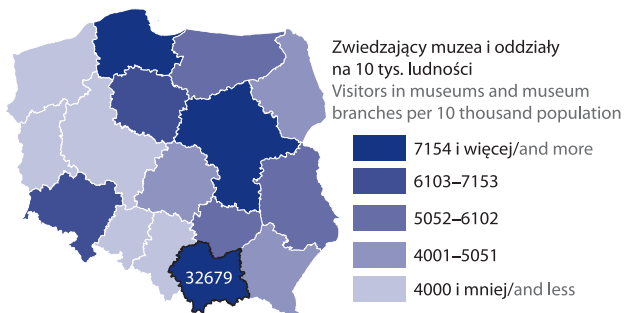 Zwiedzający muzea i oddziały
na 10 tys. ludności
Visitors in museums and museum
branches per 10 thousand population
7154 i więcej/and more
6103–7153
5052–6102
4001–5051
4000 i mniej/and less
32679